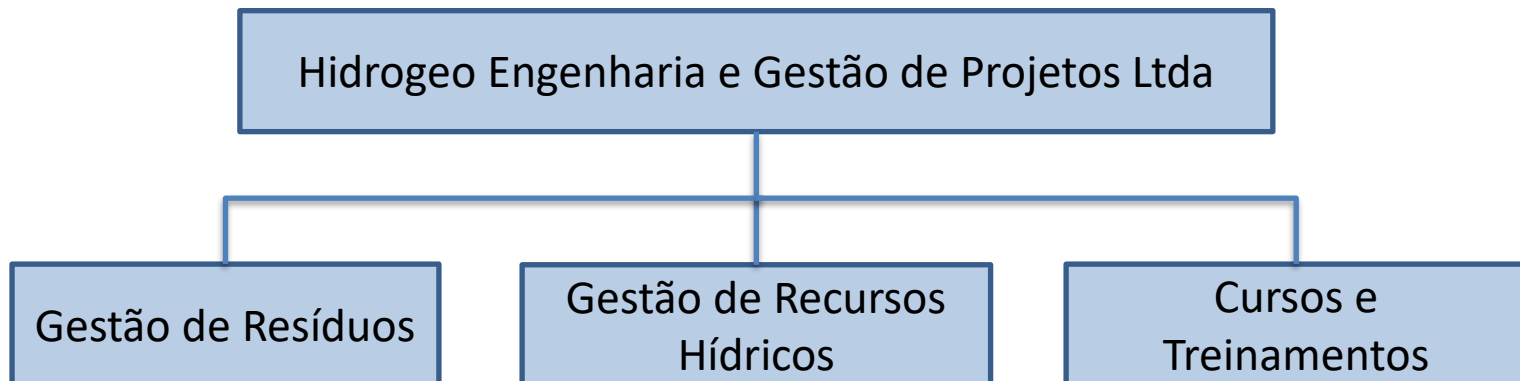 Hidrogeo Engenharia e Gestão de Projetos Ltda
Gestão de Resíduos
Gestão de Recursos
Hídricos
Cursos e
Treinamentos